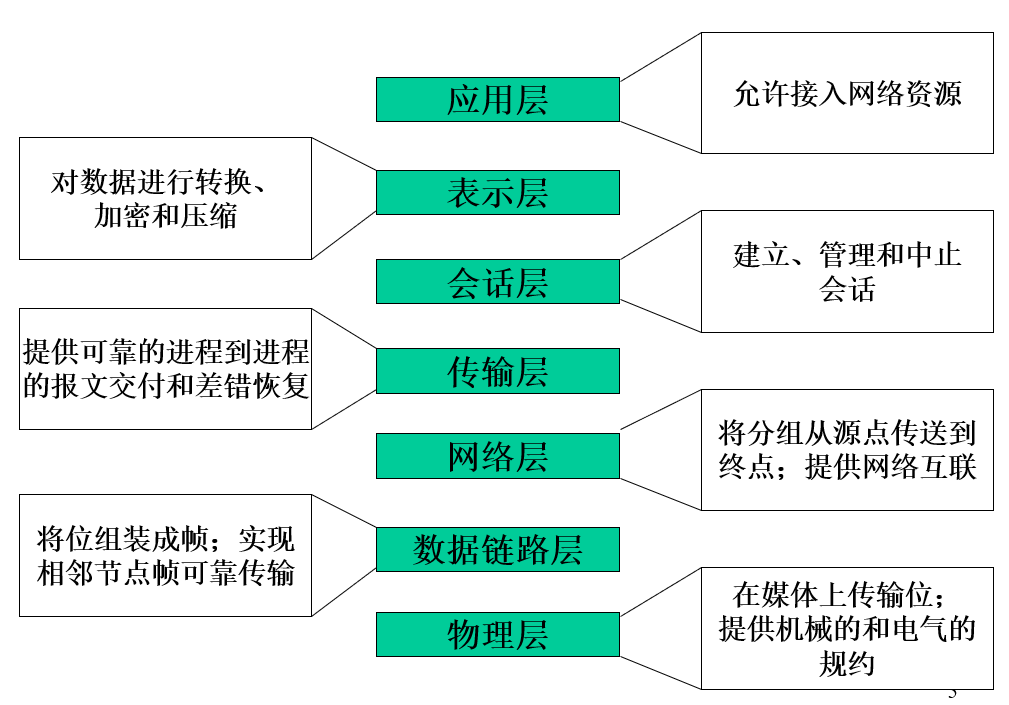 应用层
允许接入网络资源
表示层
对数据进行转换、
加密和压缩
会话层
建立、管理和中止
会话
传输层
提供可靠的进程到进程
的报文交付和差错恢复
网络层
将分组从源点传送到
终点；提供网络互联
数据链路层
将位组装成帧；实现
相邻节点帧可靠传输
物理层
在媒体上传输位；
提供机械的和电气的
规约